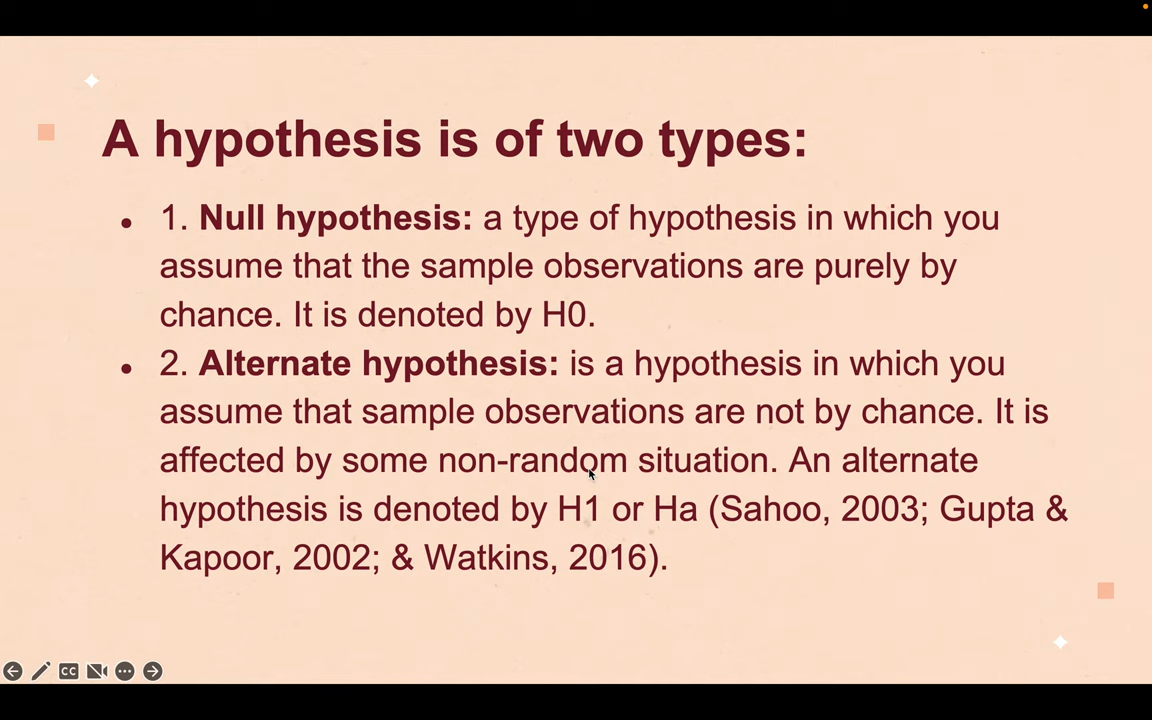 A hypothesis is of two types:
• 1. Null hypothesis: a type of hypothesis in which you
assume that the sample observations are purely by
chance. It is denoted by H0.
• 2. Alternate hypothesis: is a hypothesis in which you
assume that sample observations are not by chance. It is
affected by some non-random situation. An alternate
hypothesis is denoted by H1 or Ha (Sahoo, 2003; Gupta &
Kapoor, 2002; & Watkins, 2016).
CC